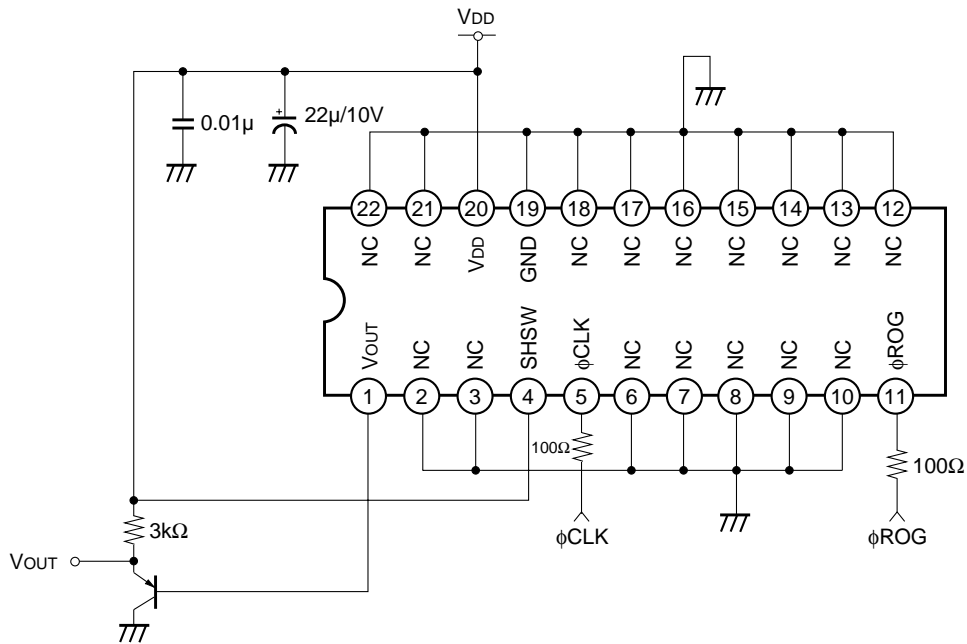 VDD
0.01µ
22µ/10V
+
22 21 20 19 18 17 16 15 14 13 12
NC NC VDD GND NC NC NC NC NC NC NC
VOUT NC NC SHSW ϕCLK NC NC NC NC NC ϕROG
1 2 3 4 5 6 7 8 9 10 11
100Ω
100Ω
3kΩ
ϕCLK
ϕROG
VOUT